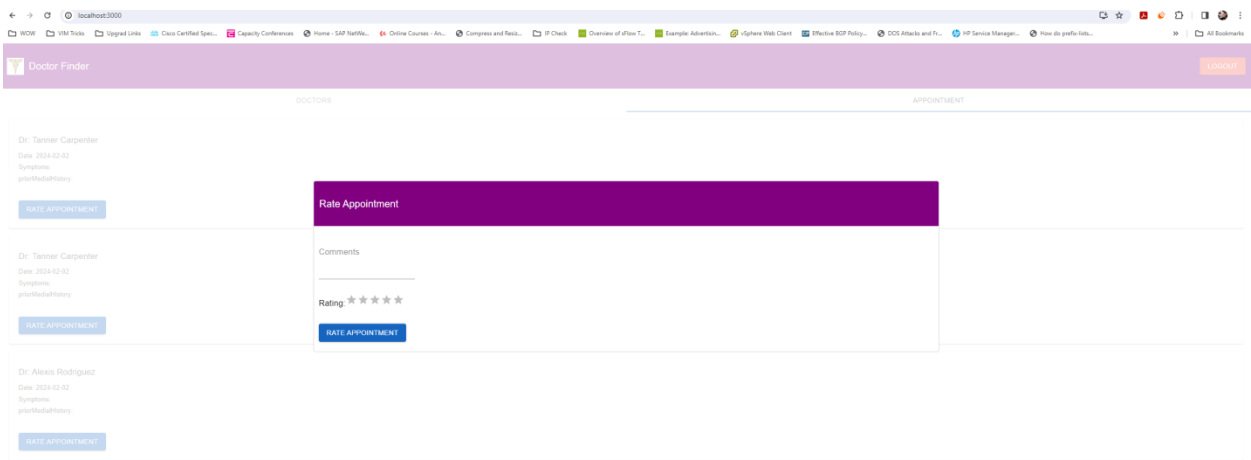 localhost:3000
WOW VIM Tricks Upgrad Links Cisco Certified Spec... Capacity Conferences Home - SAP NetWe... Online Courses - An... Compress and Resiz... IP Check Overview of sFlow T... Example: Advertisin... vSphere Web Client Effective BGP Policy... DOS Attacks and Fr... HP Service Manager... How do prefix-lists... » All Bookmarks
Doctor Finder LOGOUT
DOCTORS APPOINTMENT
Dr: Tanner Carpenter
Date: 2024-02-02
Symptoms:
priorMedialHistory:
RATE APPOINTMENT
Rate Appointment
Comments
Rating:
RATE APPOINTMENT
Dr: Tanner Carpenter
Date: 2024-02-02
Symptoms:
priorMedialHistory:
RATE APPOINTMENT
Dr: Alexis Rodriguez
Date: 2024-02-02
Symptoms:
priorMedialHistory:
RATE APPOINTMENT